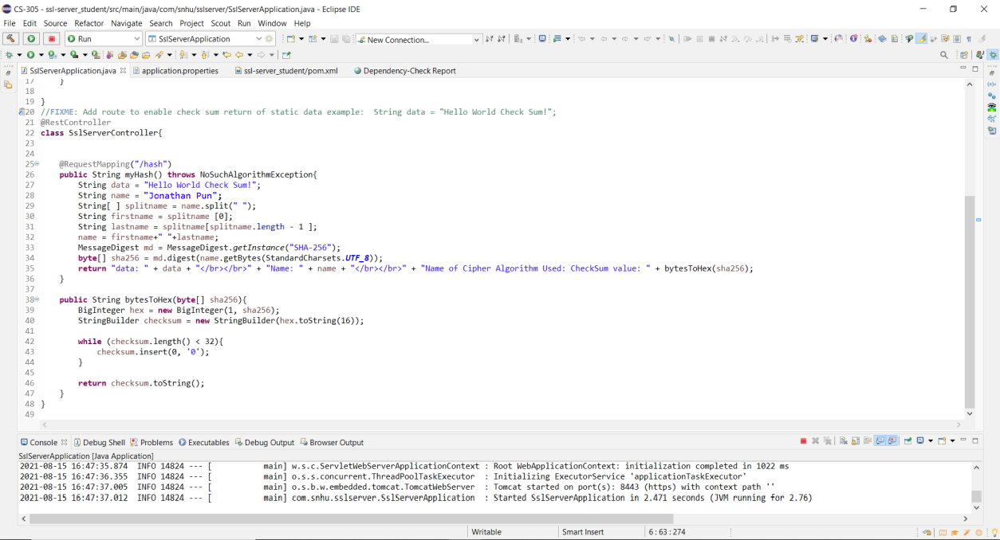 CS-305 - ssl-server_student/src/main/java/com/snhu/sslserver/SslServerApplication.java - Eclipse IDE
File Edit Source Refactor Navigate Search Project Scout Run Window Help
Run SslServerApplication New Connection...
SslServerApplication.java application.properties ssl-server_student/pom.xml Dependency-Check Report
17 }
18
19 }
20 //FIXME: Add route to enable check sum return of static data example:  String data = "Hello World Check Sum!";
21 @RestController
22 class SslServerController{
23
24
25 @RequestMapping("/hash")
26 public String myHash() throws NoSuchAlgorithmException{
27 String data = "Hello World Check Sum!";
28 String name = "Jonathan Pun";
29 String[ ] splitname = name.split(" ");
30 String firstname = splitname [0];
31 String lastname = splitname[splitname.length - 1 ];
32 name = firstname+" "+lastname;
33 MessageDigest md = MessageDigest.getInstance("SHA-256");
34 byte[] sha256 = md.digest(name.getBytes(StandardCharsets.UTF_8));
35 return "data: " + data + "</br></br>" + "Name: " + name + "</br></br>" + "Name of Cipher Algorithm Used: CheckSum value: " + bytesToHex(sha256);
36 }
37
38 public String bytesToHex(byte[] sha256){
39 BigInteger hex = new BigInteger(1, sha256);
40 StringBuilder checksum = new StringBuilder(hex.toString(16));
41
42 while (checksum.length() < 32){
43 checksum.insert(0, '0');
44 }
45
46 return checksum.toString();
47 }
48 }
49
Console Debug Shell Problems Executables Debug Output Browser Output
SslServerApplication [Java Application]
2021-08-15 16:47:35.874  INFO 14824 --- [           main] w.s.c.ServletWebServerApplicationContext : Root WebApplicationContext: initialization completed in 1022 ms
2021-08-15 16:47:36.355  INFO 14824 --- [           main] o.s.s.concurrent.ThreadPoolTaskExecutor  : Initializing ExecutorService 'applicationTaskExecutor'
2021-08-15 16:47:37.005  INFO 14824 --- [           main] o.s.b.w.embedded.tomcat.TomcatWebServer  : Tomcat started on port(s): 8443 (https) with context path ''
2021-08-15 16:47:37.012  INFO 14824 --- [           main] com.snhu.sslserver.SslServerApplication  : Started SslServerApplication in 2.471 seconds (JVM running for 2.76)
Writable Smart Insert 6 : 63 : 274